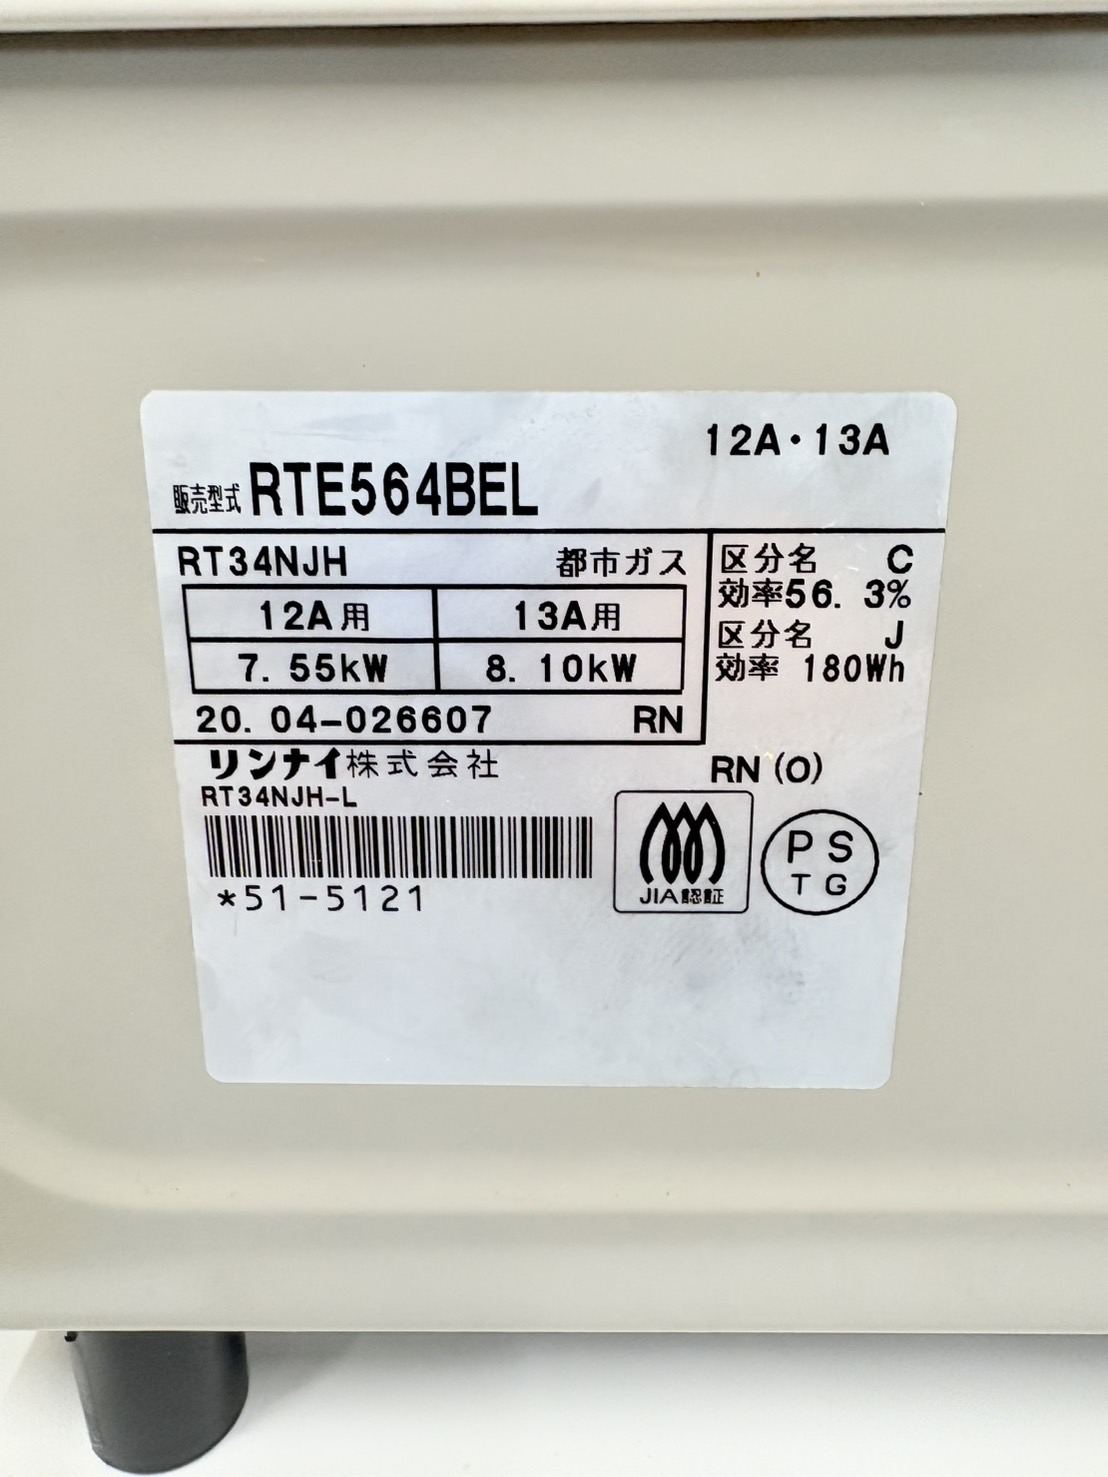 12A・13A
販売型式 RTE564BEL
RT34NJH 都市ガス
12A用 13A用
7.55kW 8.10kW
20.04-026607 RN
区分名 C
効率56.3%
区分名 J
効率 180Wh
リンナイ株式会社
RN (O)
RT34NJH-L
*51-5121
JIA認証
PS
TG